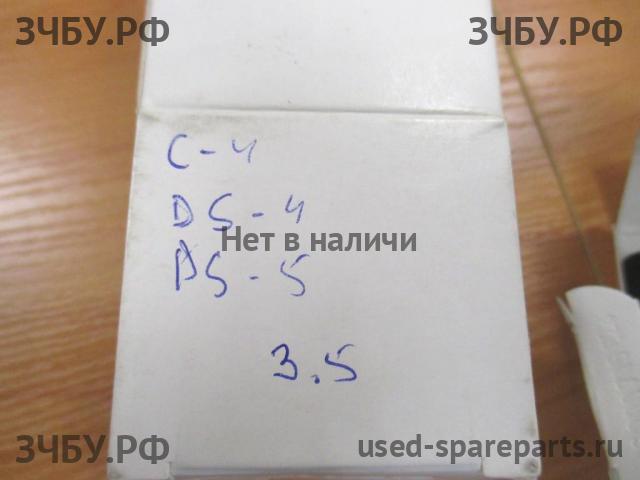 ЗЧБУ.РФ ЗЧБУ.РФ
C-4
DS-4
Нет в наличи
DS-5
3.5
ЗЧБУ.РФ used-spareparts.ru